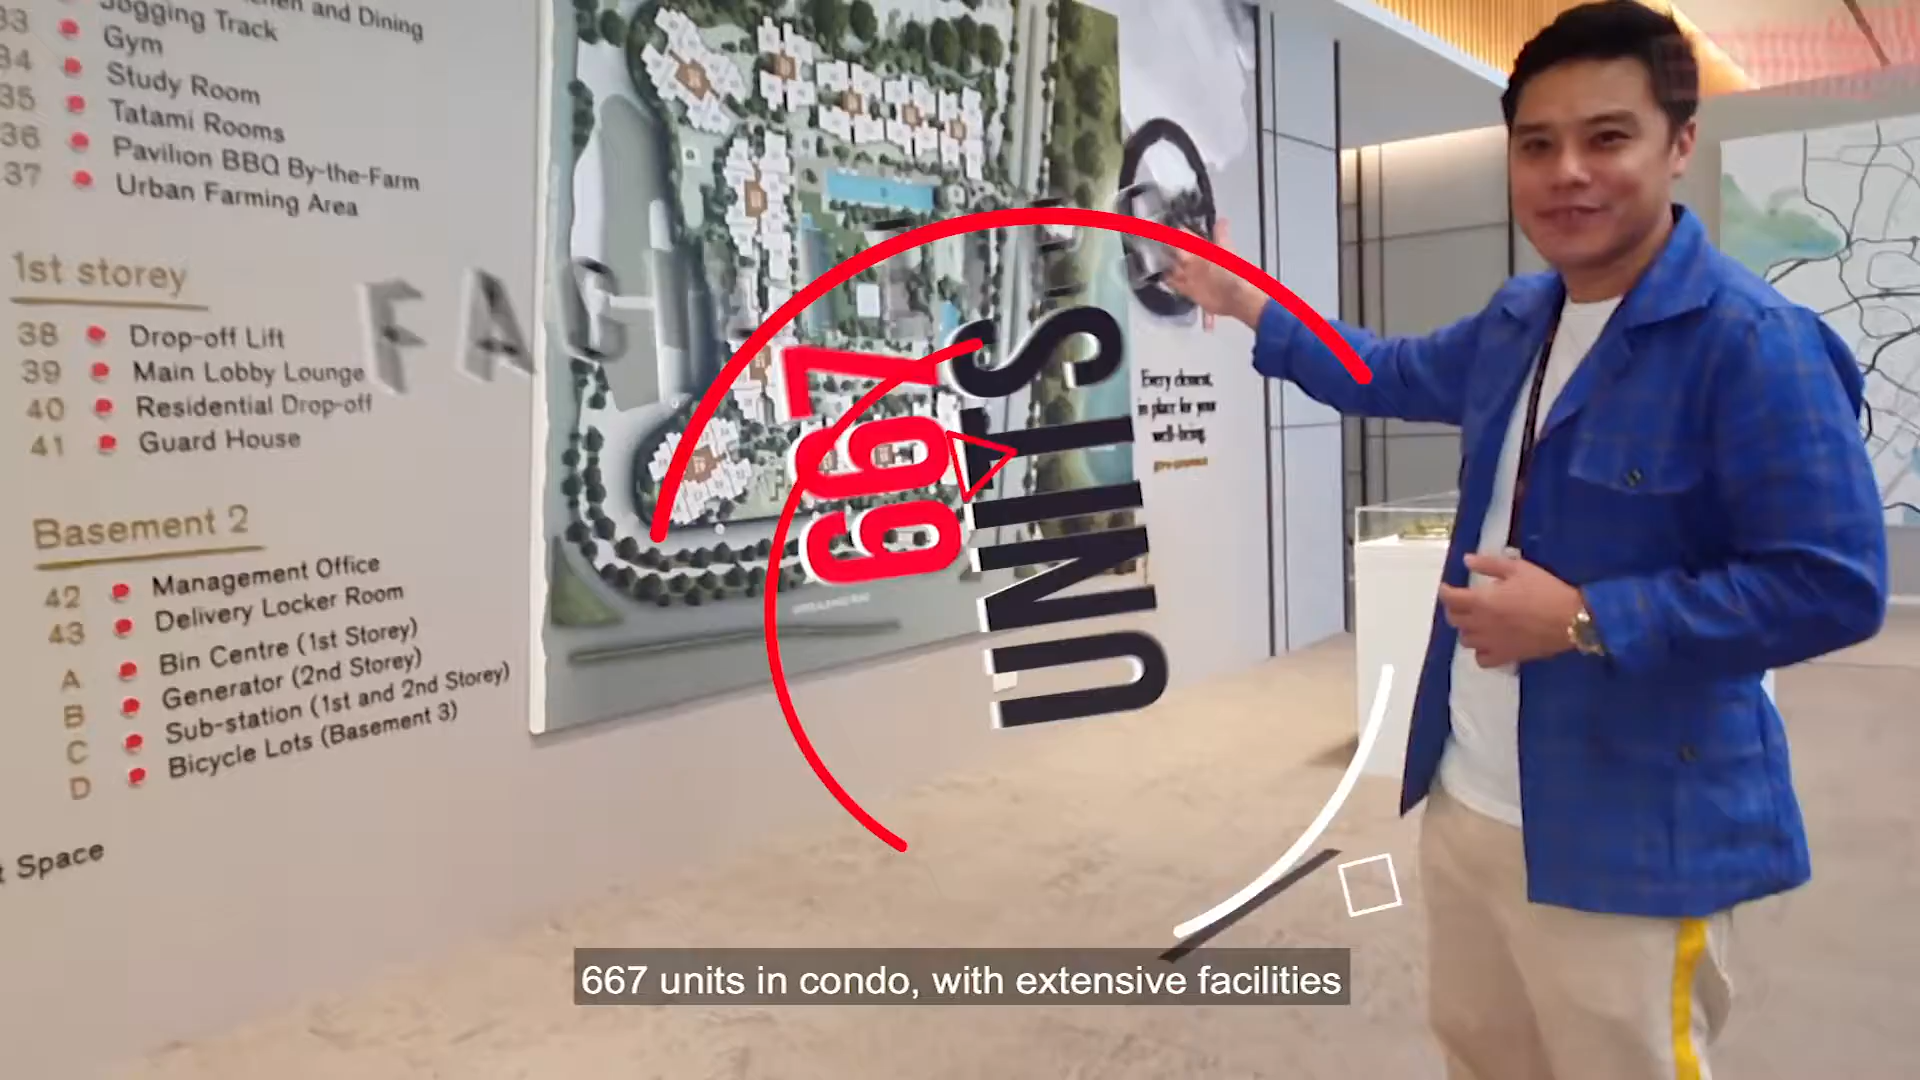 33 Jogging Track
34 Gym
35 Study Room
36 Tatami Rooms
37 Pavilion BBQ By-the-Farm
Urban Farming Area
and Dining
1st storey
38 Drop-off Lift
39 Main Lobby Lounge
40 Residential Drop-off
41 Guard House
Basement 2
42 Management Office
43 Delivery Locker Room
A Bin Centre (1st Storey)
B Generator (2nd Storey)
C Sub-station (1st and 2nd Storey)
D Bicycle Lots (Basement 3)
Space
FACI
667
UNITS
Every element,
in place for your
well-being.
667 units in condo, with extensive facilities